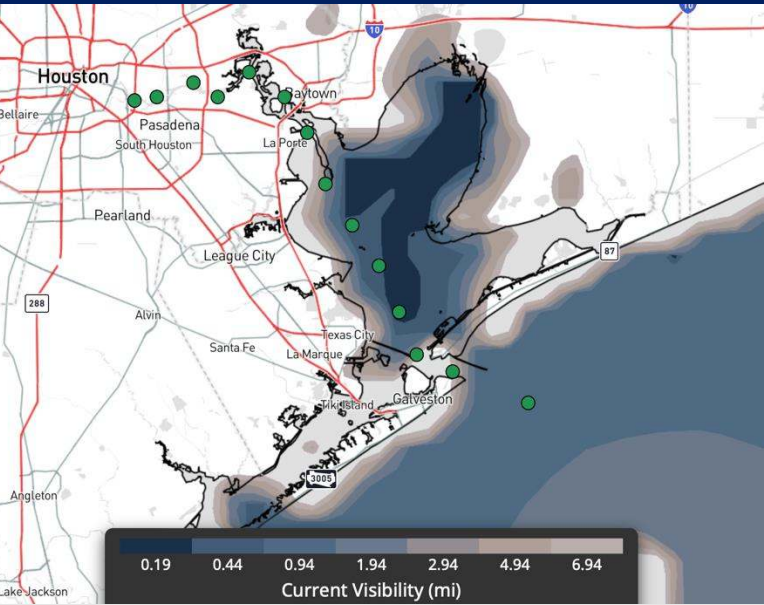 10
10
Houston
Baytown
Bellaire
Pasadena
South Houston
La Porte
Pearland
League City
87
288
Alvin
Texas City
Santa Fe
La Marque
Tiki Island
Galveston
3005
Angleton
Lake Jackson
0.19 0.44 0.94 1.94 2.94 4.94 6.94
Current Visibility (mi)